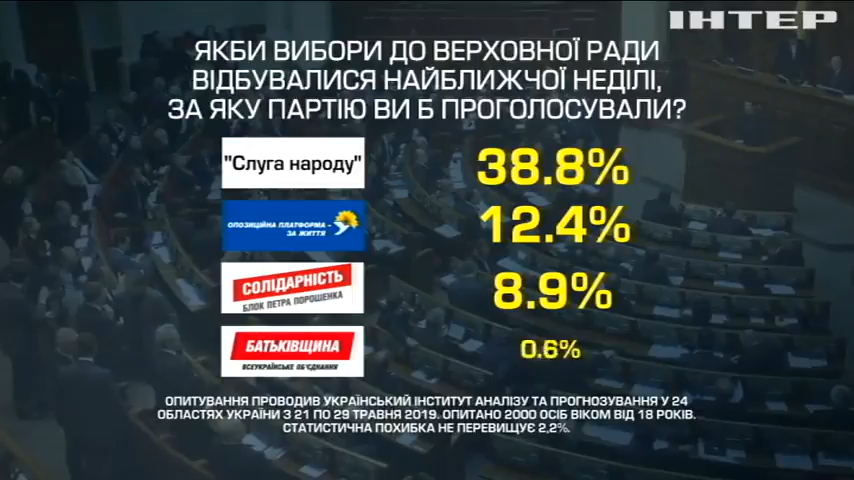 ІНТЕР
ЯКБИ ВИБОРИ ДО ВЕРХОВНОЇ РАДИ
ВІДБУВАЛИСЯ НАЙБЛИЖЧОЇ НЕДІЛІ,
ЗА ЯКУ ПАРТІЮ ВИ Б ПРОГОЛОСУВАЛИ?
"Слуга народу" 38.8%
ОПОЗИЦІЙНА ПЛАТФОРМА -
ЗА ЖИТТЯ
12.4%
СОЛІДАРНІСТЬ
БЛОК ПЕТРА ПОРОШЕНКА
8.9%
БАТЬКІВЩИНА
ВСЕУКРАЇНСЬКЕ ОБ'ЄДНАННЯ
0.6%
ОПИТУВАННЯ ПРОВОДИВ УКРАЇНСЬКИЙ ІНСТИТУТ АНАЛІЗУ ТА ПРОГНОЗУВАННЯ У 24
ОБЛАСТЯХ УКРАЇНИ З 21 ПО 29 ТРАВНЯ 2019. ОПИТАНО 2000 ОСІБ ВІКОМ ВІД 18 РОКІВ.
СТАТИСТИЧНА ПОХИБКА НЕ ПЕРЕВИЩУЄ 2,2%.